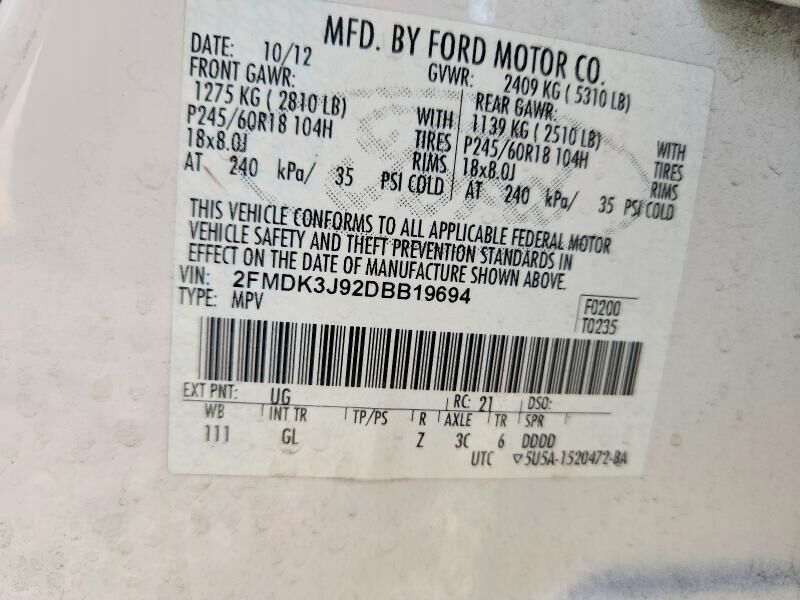 MFD. BY FORD MOTOR CO.
DATE: 10/12 GVWR: 2409 KG ( 5310 LB)
FRONT GAWR: REAR GAWR:
1275 KG ( 2810 LB) WITH 1139 KG ( 2510 LB) WITH
P245/60R18 104H TIRES P245/60R18 104H TIRES
18x8.0J RIMS 18x8.0J RIMS
AT 240 kPa/ 35 PSI COLD AT 240 kPa/ 35 PSI COLD
THIS VEHICLE CONFORMS TO ALL APPLICABLE FEDERAL MOTOR
VEHICLE SAFETY AND THEFT PREVENTION STANDARDS IN
EFFECT ON THE DATE OF MANUFACTURE SHOWN ABOVE.
VIN: 2FMDK3J92DBB19694
TYPE: MPV
F0200
T0235
EXT PNT: UG RC: 21 DSO:
WB INT TR TP/PS R AXLE TR SPR
111 GL Z 3C 6 DDDD
UTC ▽5U5A-1520472-BA